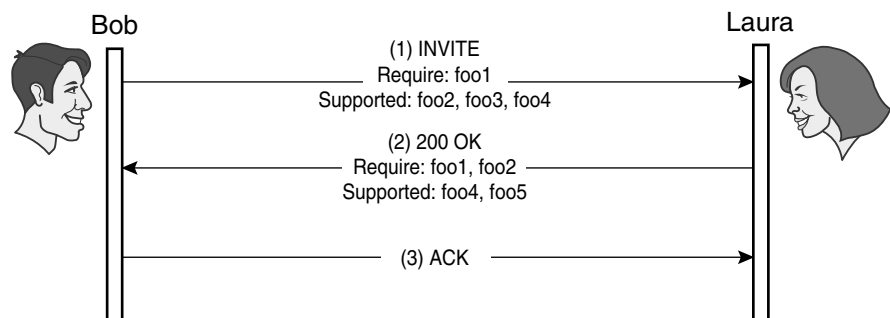 Bob
Laura
(1) INVITE
Require: foo1
Supported: foo2, foo3, foo4
(2) 200 OK
Require: foo1, foo2
Supported: foo4, foo5
(3) ACK